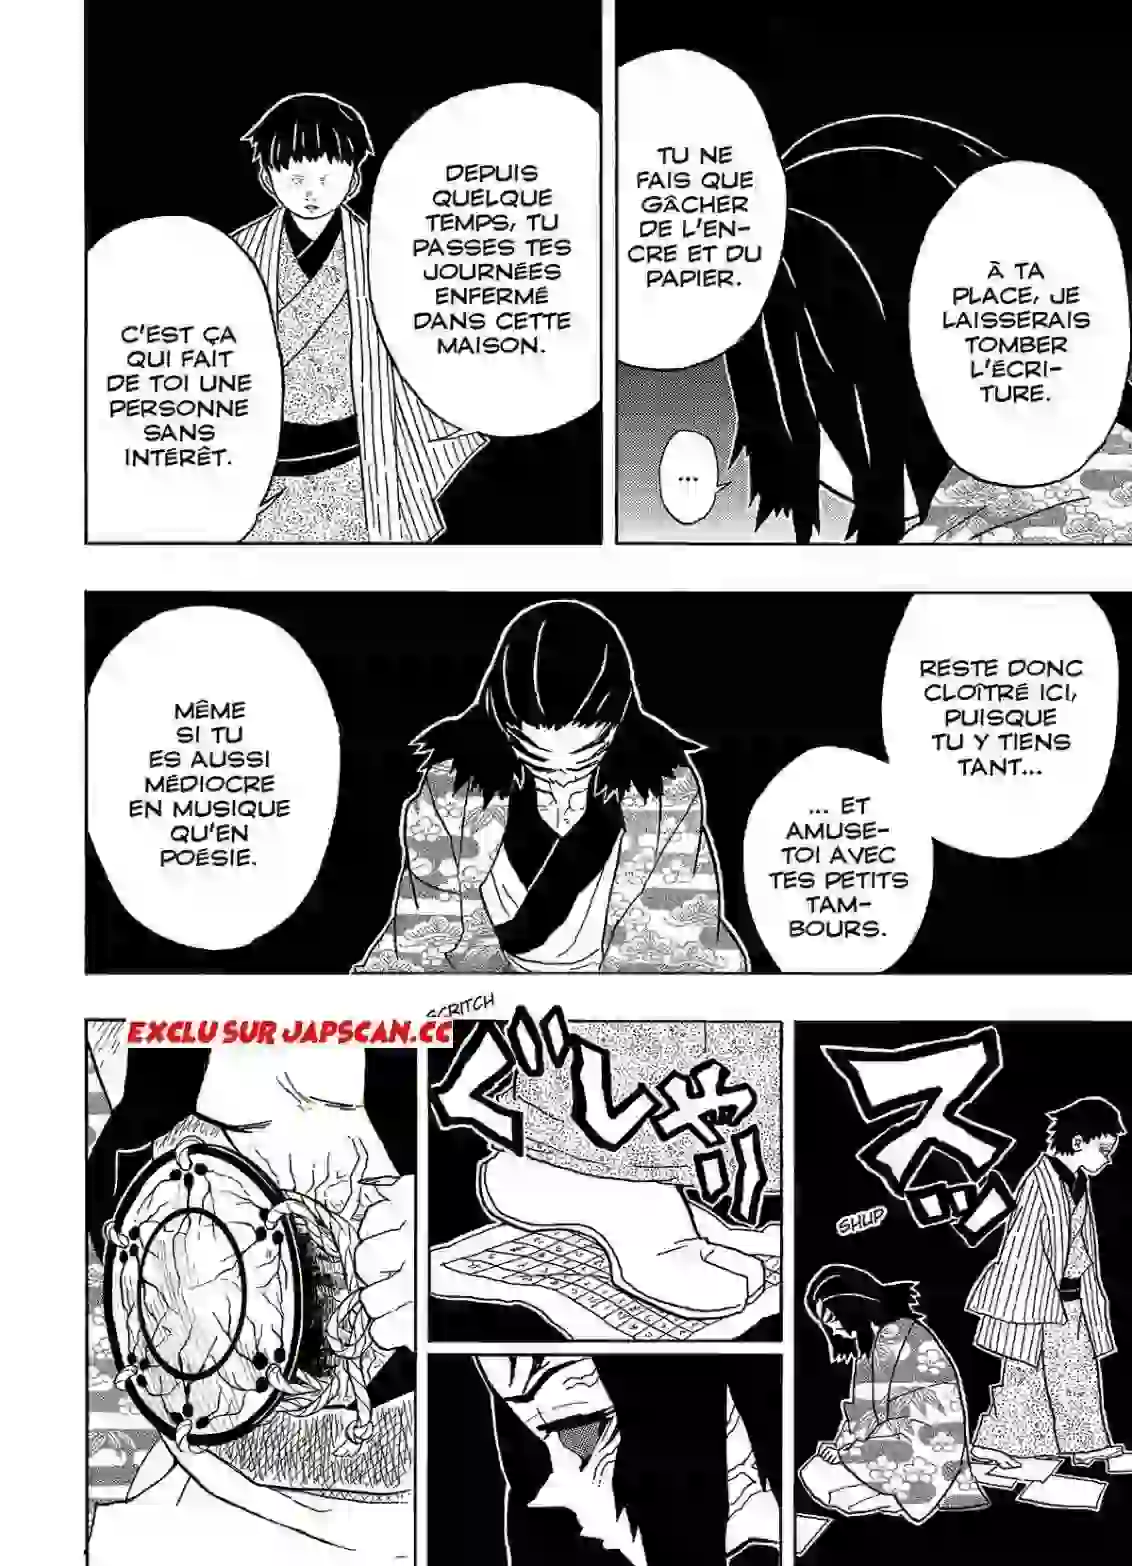 TU NE
FAIS QUE
GÂCHER
DE L'EN-
CRE ET DU
PAPIER.
À TA
PLACE, JE
LAISSERAIS
TOMBER
L'ÉCRI-
TURE.
...
DEPUIS
QUELQUE
TEMPS, TU
PASSES TES
JOURNÉES
ENFERMÉ
DANS CETTE
MAISON.
C'EST ÇA
QUI FAIT
DE TOI UNE
PERSONNE
SANS
INTÉRÊT.
RESTE DONC
CLOÎTRÉ ICI,
PUISQUE
TU Y TIENS
TANT...
... ET
AMUSE-
TOI AVEC
TES PETITS
TAM-
BOURS.
MÊME
SI TU
ES AUSSI
MÉDIOCRE
EN MUSIQUE
QU'EN
POÉSIE.
スッ
SHUP
SCRITCH
ぐしゃッ
EXCLU SUR JAPSCAN.CC